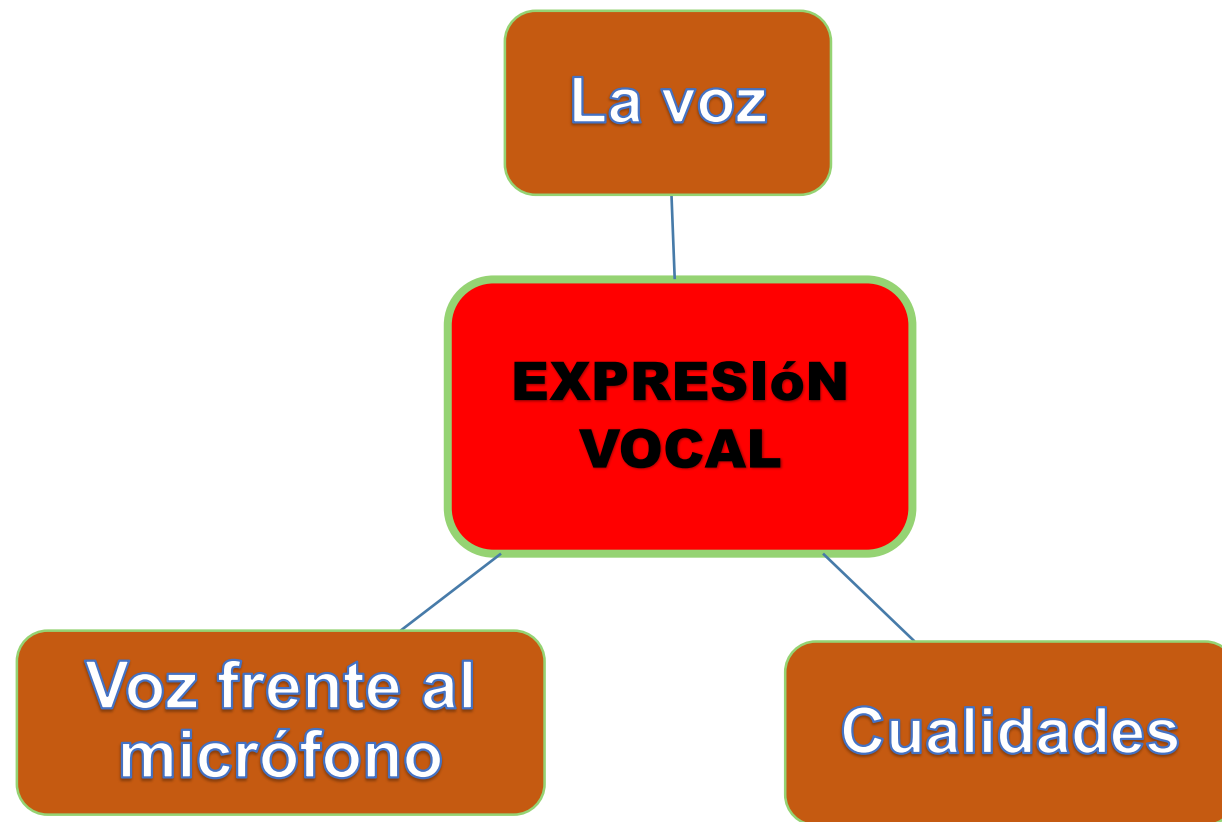 La voz
EXPRESIóN
VOCAL
Voz frente al
micrófono
Cualidades